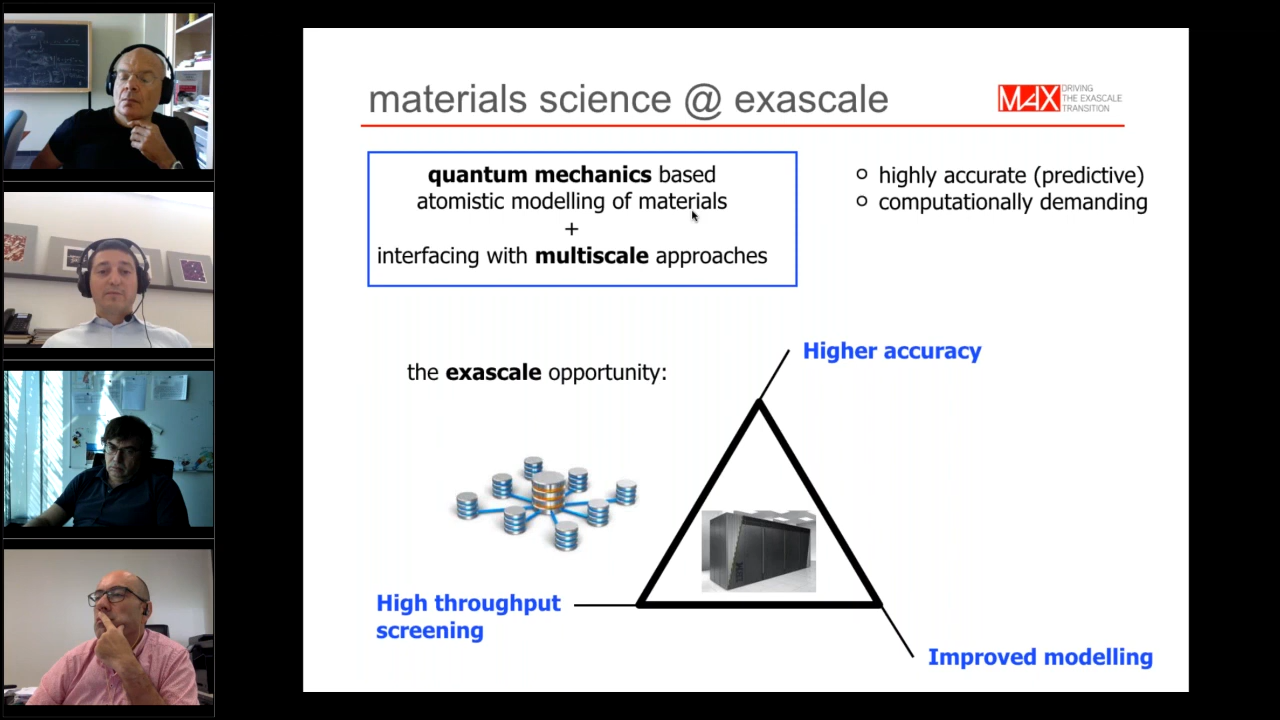 materials science @ exascale
MAX
DRIVING
THE EXASCALE
TRANSITION
quantum mechanics based
atomistic modelling of materials
+
interfacing with multiscale approaches
highly accurate (predictive)
computationally demanding
the exascale opportunity:
Higher accuracy
High throughput
screening
Improved modelling